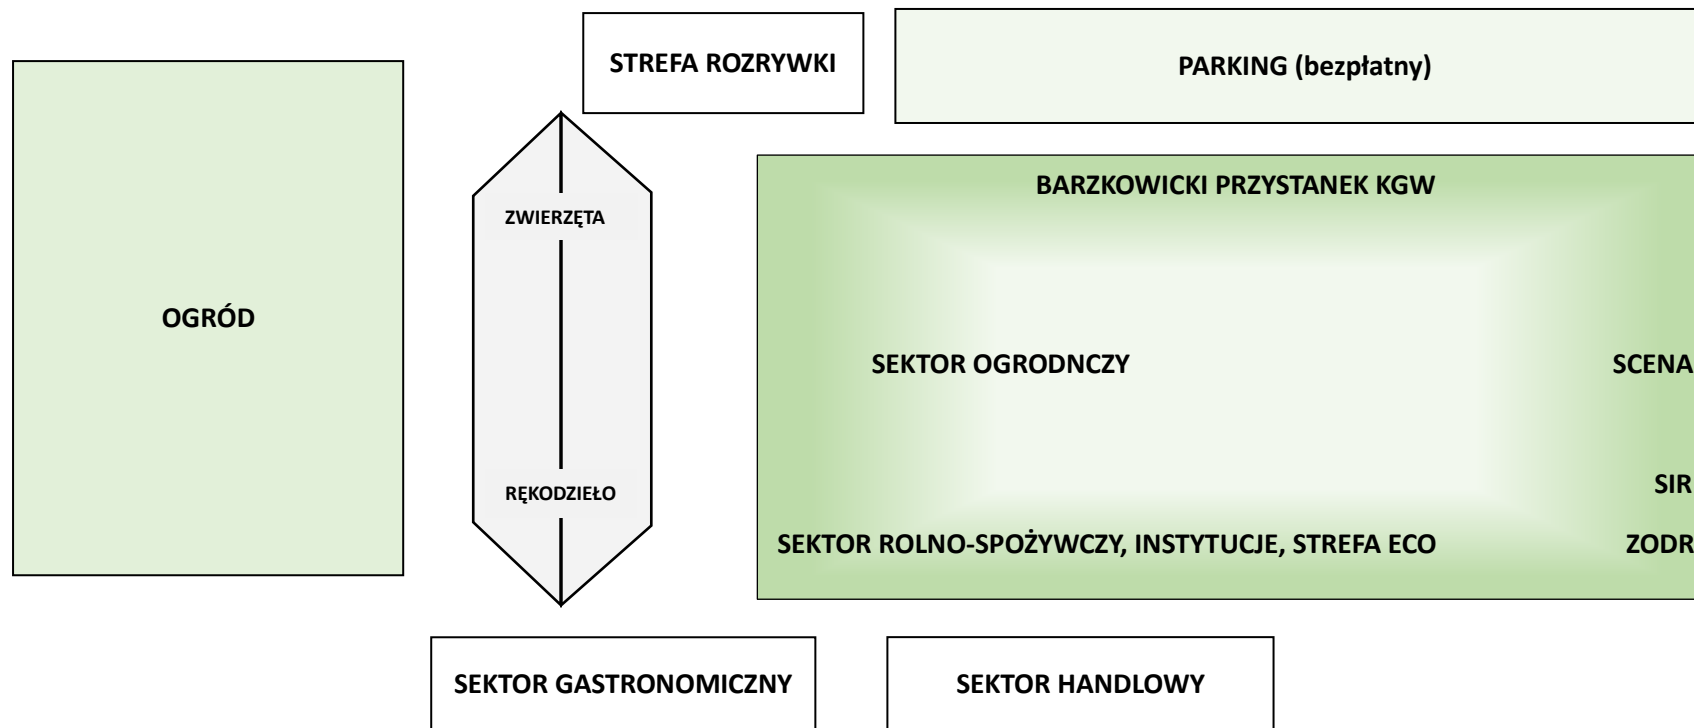 STREFA ROZRYWKI
PARKING (bezpłatny)
BARZKOWICKI PRZYSTANEK KGW
ZWIERZĘTA
OGRÓD
SEKTOR OGRODNCZY
SCENA
RĘKODZIEŁO
SIR
SEKTOR ROLNO-SPOŻYWCZY, INSTYTUCJE, STREFA ECO
ZODR
SEKTOR GASTRONOMICZNY
SEKTOR HANDLOWY